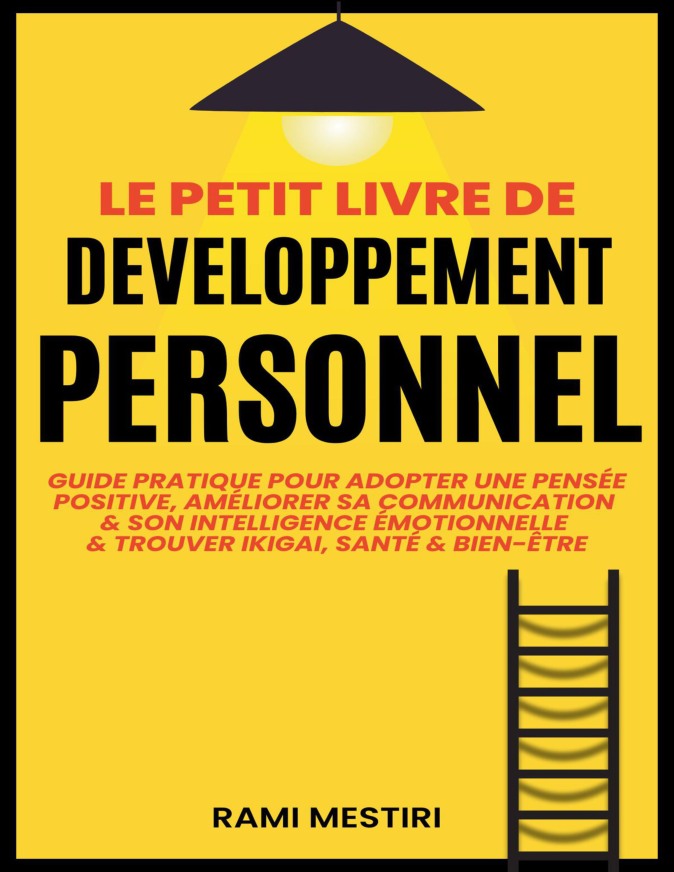 LE PETIT LIVRE DE
DEVELOPPEMENT
PERSONNEL
GUIDE PRATIQUE POUR ADOPTER UNE PENSÉE
POSITIVE, AMÉLIORER SA COMMUNICATION
& SON INTELLIGENCE ÉMOTIONNELLE
& TROUVER IKIGAI, SANTÉ & BIEN-ÊTRE
RAMI MESTIRI